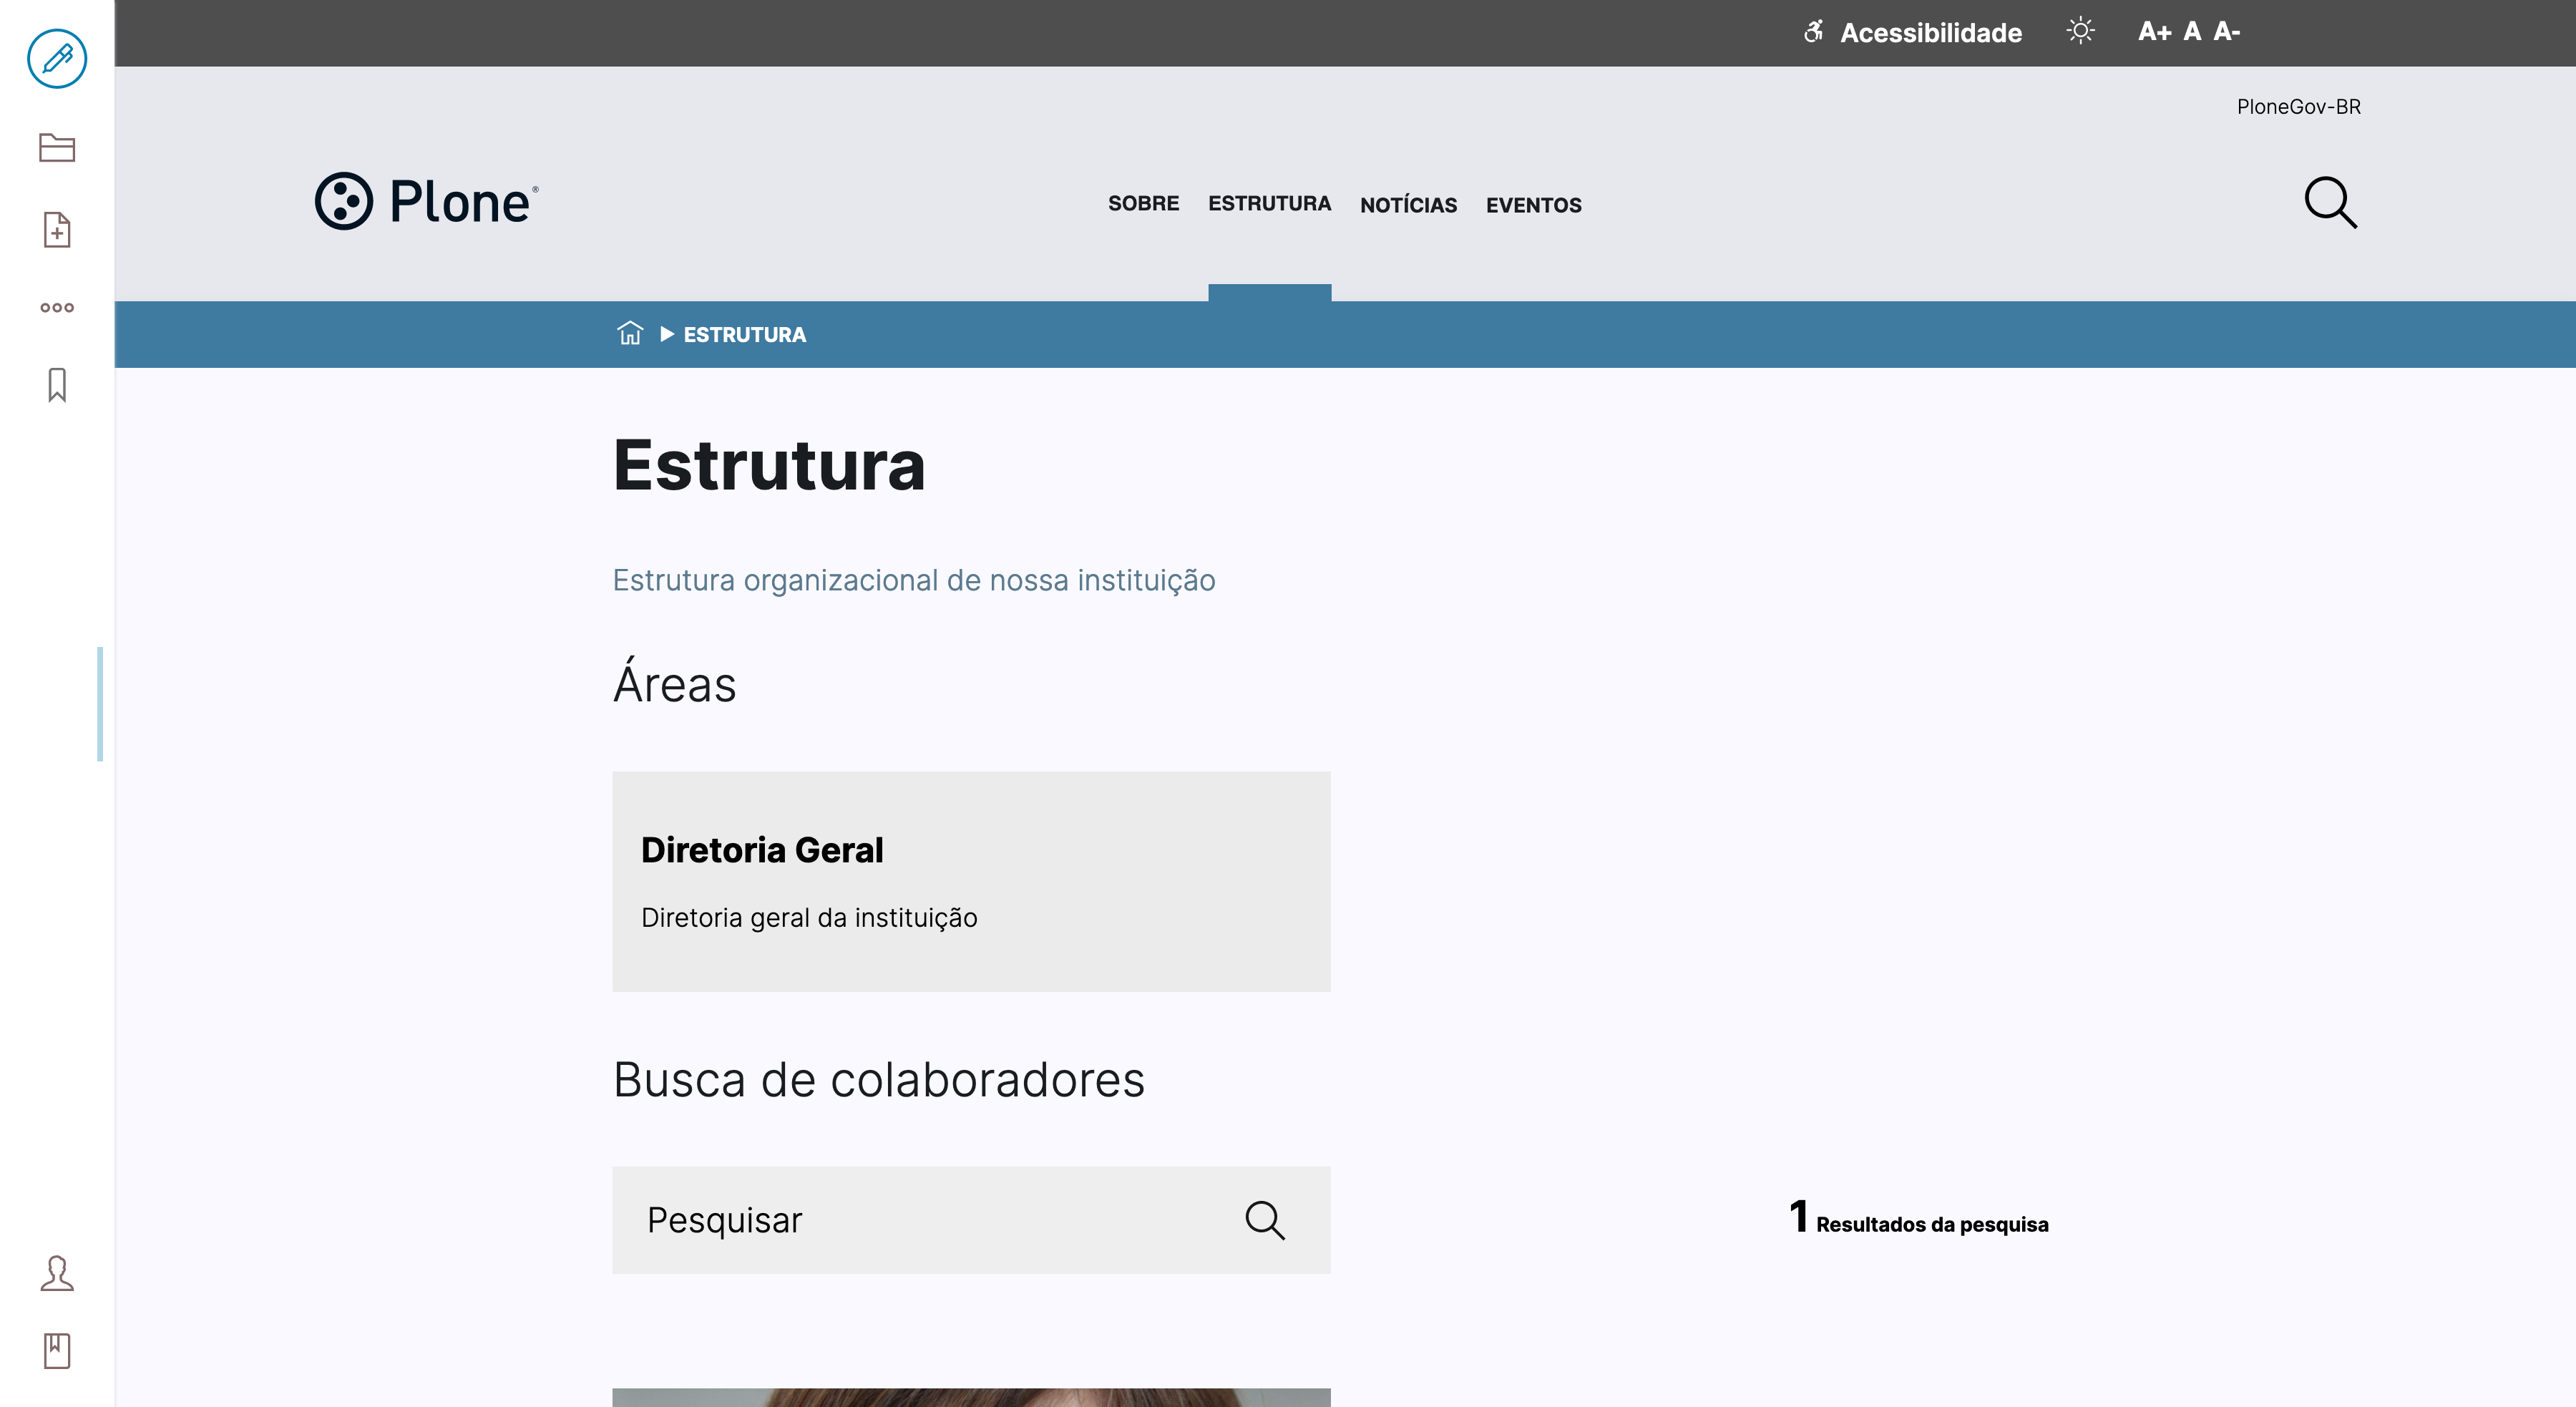 Acessibilidade A+ A A-
PloneGov-BR
Plone®
SOBRE ESTRUTURA NOTÍCIAS EVENTOS
ESTRUTURA
Estrutura
Estrutura organizacional de nossa instituição
Áreas
Diretoria Geral
Diretoria geral da instituição
Busca de colaboradores
Pesquisar
1 Resultados da pesquisa